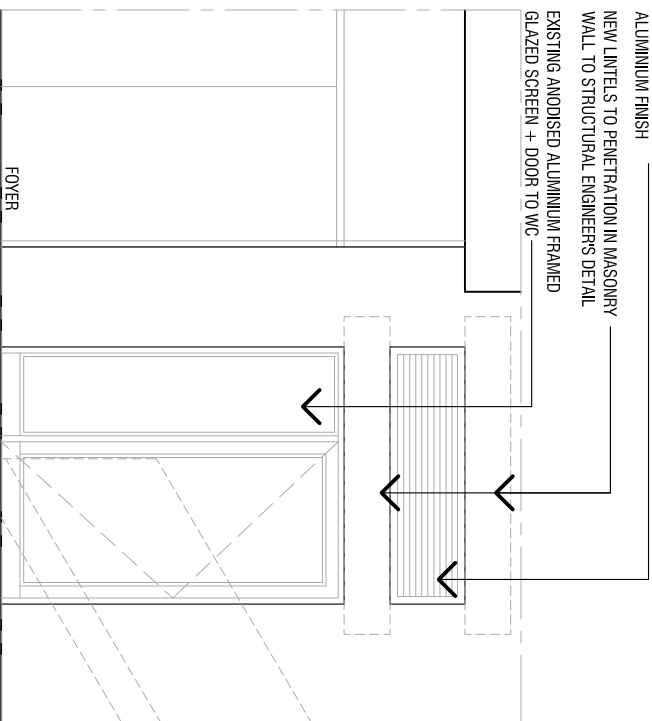 ALUMINIUM FINISH
NEW LINTELS TO PENETRATION IN MASONRY
WALL TO STRUCTURAL ENGINEER'S DETAIL
EXISTING ANODISED ALUMINIUM FRAMED
GLAZED SCREEN + DOOR TO WC
FOYER